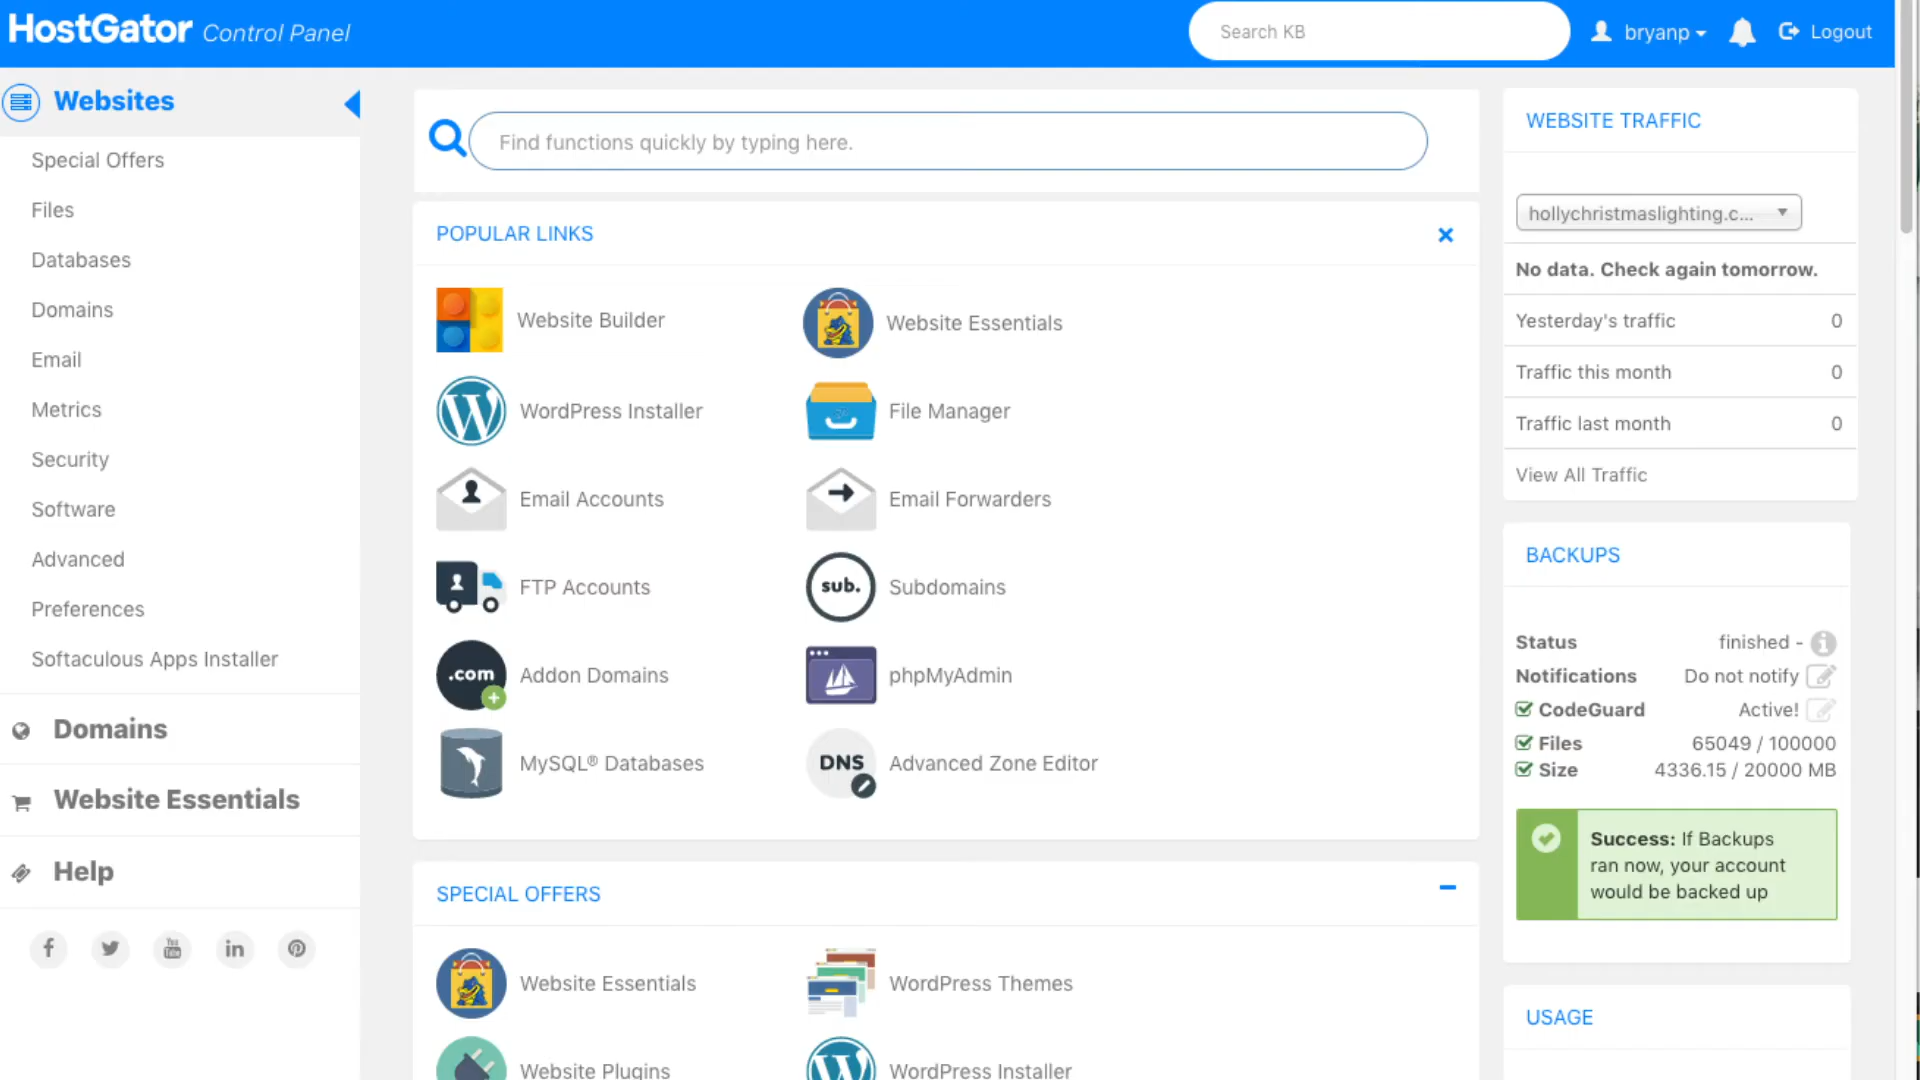 HostGator Control Panel
Search KB
bryanp
Logout
Websites
Special Offers
Files
Databases
Domains
Email
Metrics
Security
Software
Advanced
Preferences
Softaculous Apps Installer
Domains
Website Essentials
Help
Find functions quickly by typing here.
POPULAR LINKS
Website Builder
Website Essentials
WordPress Installer
File Manager
Email Accounts
Email Forwarders
FTP Accounts
sub.
Subdomains
.com
Addon Domains
phpMyAdmin
MySQL® Databases
DNS
Advanced Zone Editor
SPECIAL OFFERS
Website Essentials
WordPress Themes
Website Plugins
WordPress Installer
WEBSITE TRAFFIC
hollychristmaslighting.c...
No data. Check again tomorrow.
Yesterday's traffic 0
Traffic this month 0
Traffic last month 0
View All Traffic
BACKUPS
Status finished -
Notifications Do not notify
CodeGuard Active!
Files 65049 / 100000
Size 4336.15 / 20000 MB
Success: If Backups
ran now, your account
would be backed up
USAGE